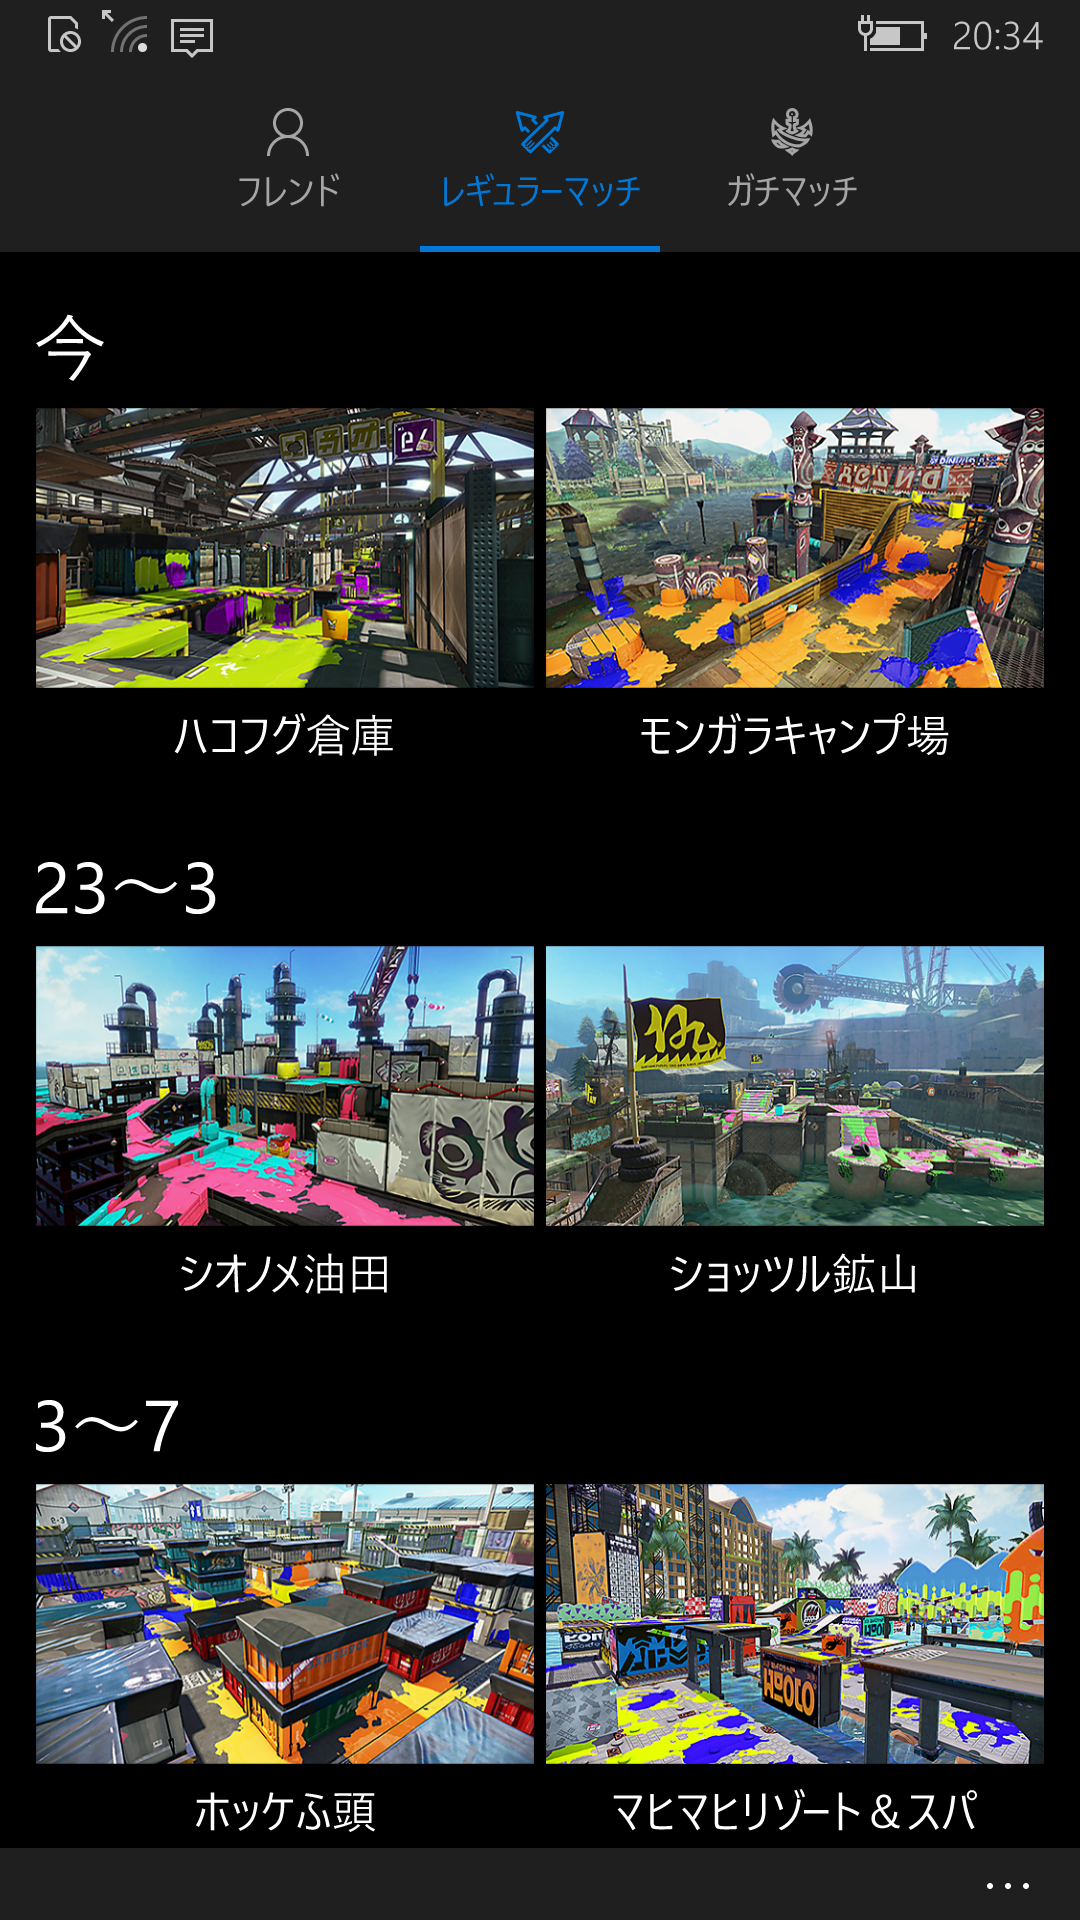 20:34
フレンド
レギュラーマッチ
ガチマッチ
今
ハコフグ倉庫
モンガラキャンプ場
23～3
シオノメ油田
ショッツル鉱山
3～7
ホッケふ頭
マヒマヒリゾート＆スパ